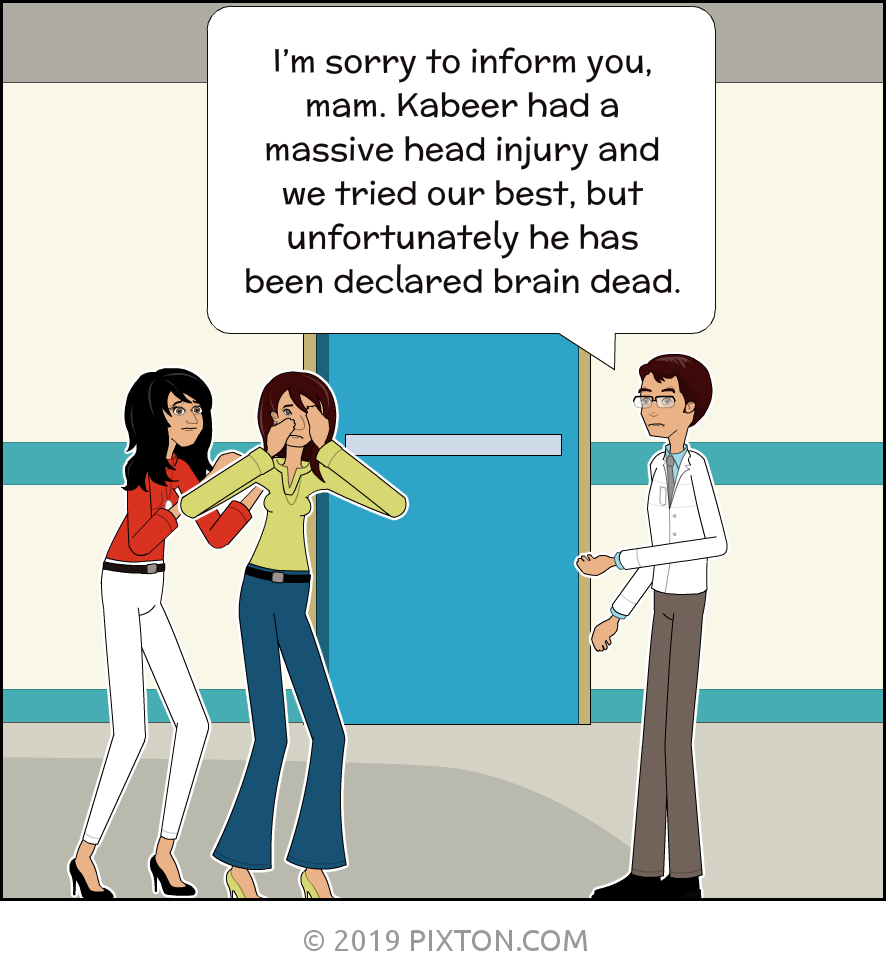 I'm sorry to inform you,
mam. Kabeer had a
massive head injury and
we tried our best, but
unfortunately he has
been declared brain dead.
© 2019 PIXTON.COM